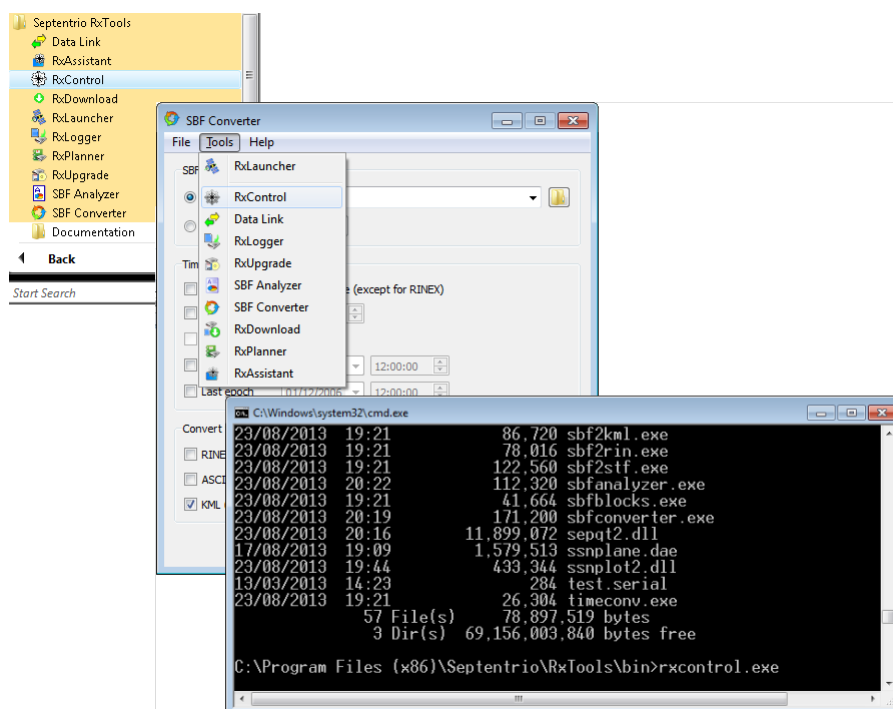 Septentrio RxTools
Data Link
RxAssistant
RxControl
RxDownload
RxLauncher
RxLogger
RxPlanner
RxUpgrade
SBF Analyzer
SBF Converter
Documentation
Back
Start Search
SBF Converter
File Tools Help
SBF
RxLauncher
RxControl
Data Link
RxLogger
RxUpgrade
SBF Analyzer
SBF Converter
RxDownload
RxPlanner
RxAssistant
Tim
(except for RINEX)
12:00:00
Last epoch 01/12/2006 12:00:00
Convert
RINE
ASCI
KML
C:\Windows\system32\cmd.exe
23/08/2013 19:21 86,720 sbf2kml.exe
23/08/2013 19:21 78,016 sbf2rin.exe
23/08/2013 19:21 122,560 sbf2stf.exe
23/08/2013 20:22 112,320 sbfanalyzer.exe
23/08/2013 19:21 41,664 sbfblocks.exe
23/08/2013 20:19 171,200 sbfconverter.exe
23/08/2013 20:16 11,899,072 sepqt2.dll
17/08/2013 19:09 1,579,513 ssnplane.dae
23/08/2013 19:44 433,344 ssnplot2.dll
13/03/2013 14:23 284 test.serial
23/08/2013 19:21 26,304 timeconv.exe
57 File(s) 78,897,519 bytes
3 Dir(s) 69,156,003,840 bytes free
C:\Program Files (x86)\Septentrio\RxTools\bin>rxcontrol.exe